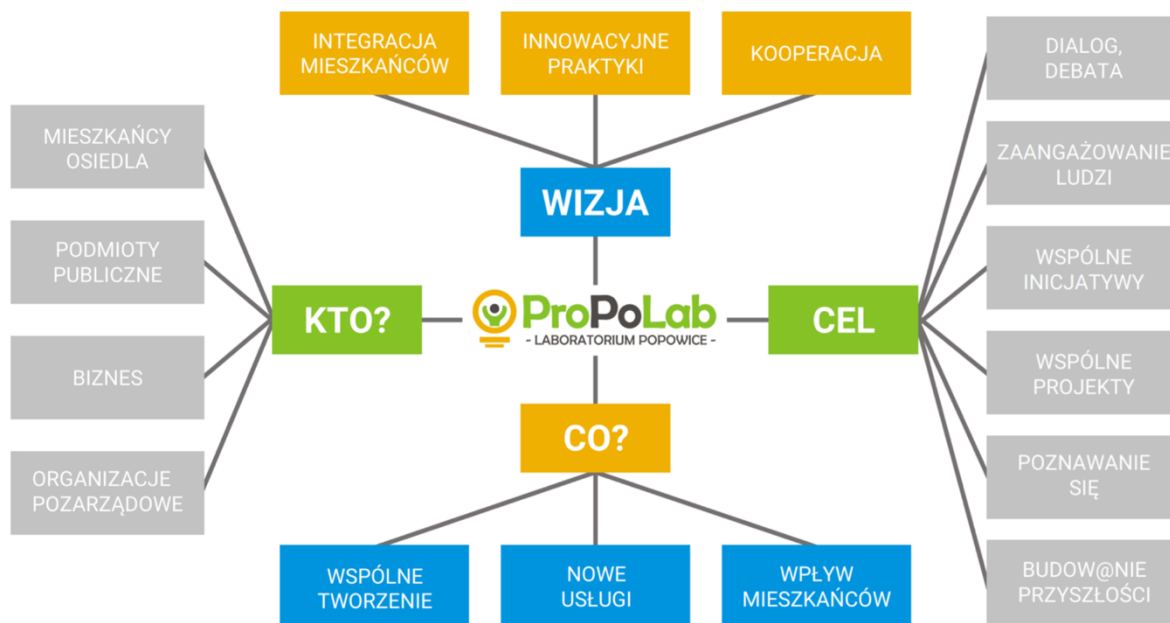 INTEGRACJA
MIESZKAŃCÓW
INNOWACYJNE
PRAKTYKI
KOOPERACJA
WIZJA
MIESZKAŃCY
OSIEDLA
PODMIOTY
PUBLICZNE
BIZNES
ORGANIZACJE
POZARZĄDOWE
KTO?
ProPoLab
- LABORATORIUM POPOWICE -
CEL
DIALOG,
DEBATA
ZAANGAŻOWANIE
LUDZI
WSPÓLNE
INICJATYWY
WSPÓLNE
PROJEKTY
POZNAWANIE
SIĘ
BUDOW@NIE
PRZYSZŁOŚCI
CO?
WSPÓLNE
TWORZENIE
NOWE
USŁUGI
WPŁYW
MIESZKAŃCÓW